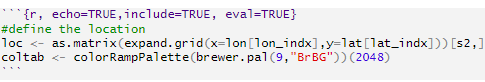 ```{r, echo=TRUE,include=TRUE, eval=TRUE}
#define the location
loc <- as.matrix(expand.grid(x=lon[lon_indx],y=lat[lat_indx]))[s2,]
coltab <- colorRampPalette(brewer.pal(9,"BrBG"))(2048)
```